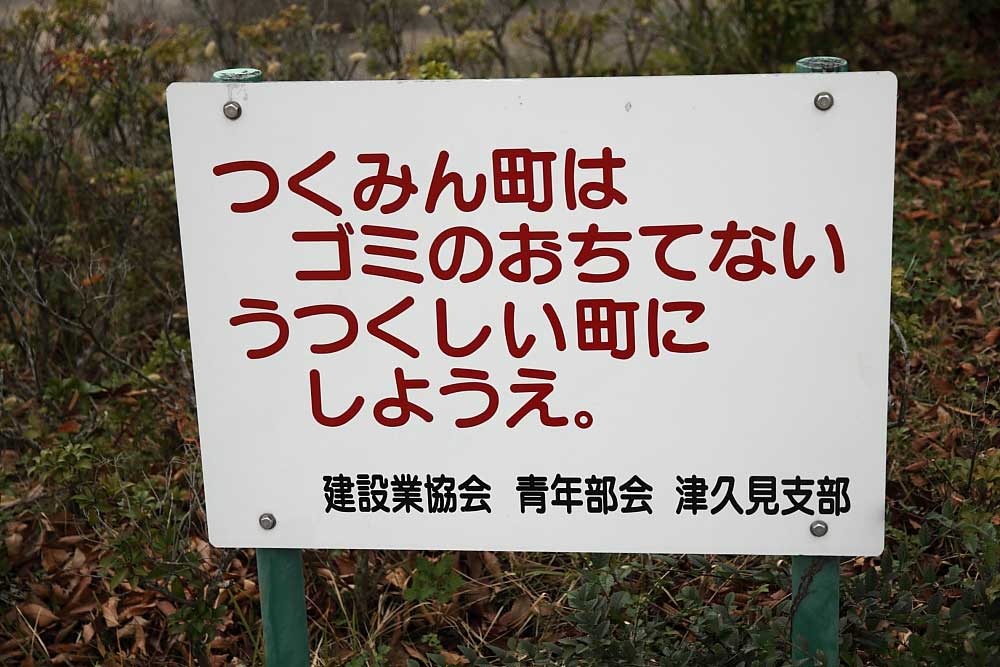 つくみん町は
ゴミのおちてない
うつくしい町に
しようえ。
建設業協会 青年部会 津久見支部